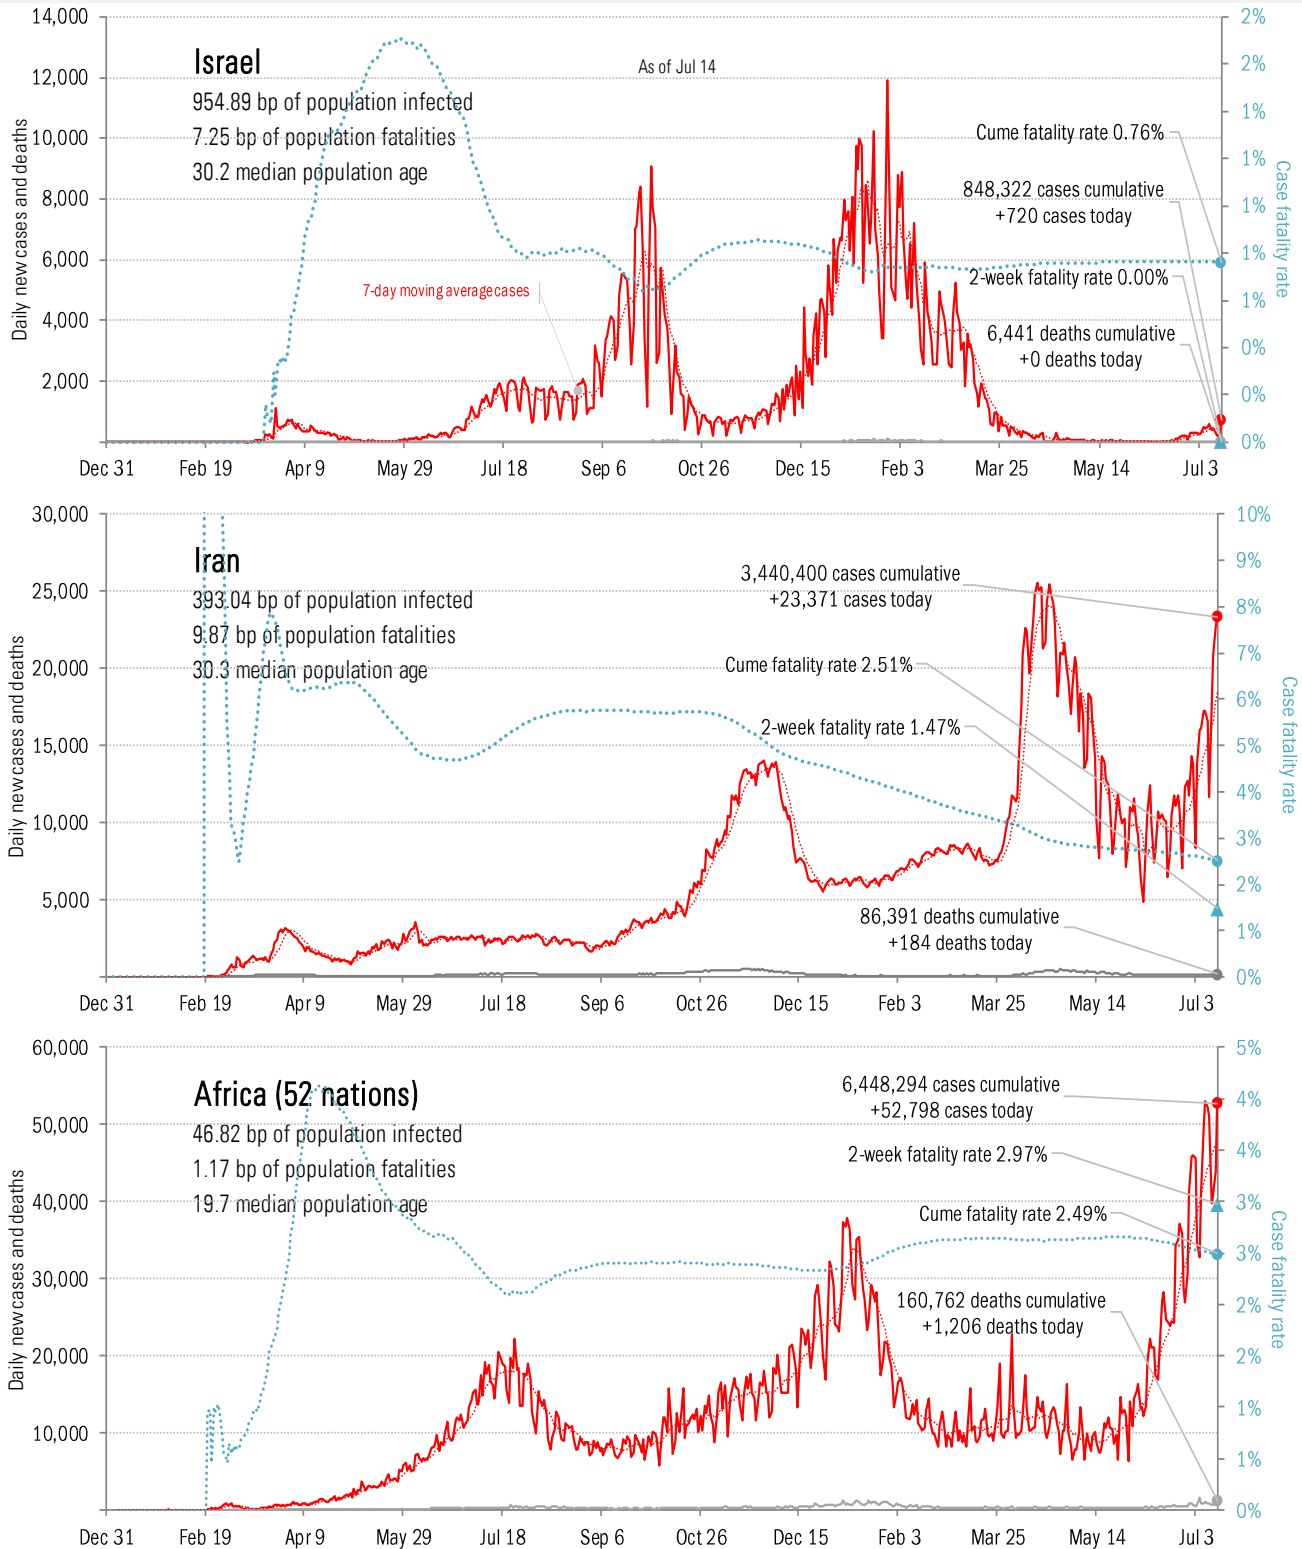 14,000
12,000
10,000
8,000
6,000
4,000
2,000
Daily new cases and deaths
Israel
954.89 bp of population infected
7.25 bp of population fatalities
30.2 median population age
As of Jul 14
7-day moving average cases
Cume fatality rate 0.76%
848,322 cases cumulative
+720 cases today
2-week fatality rate 0.00%
6,441 deaths cumulative
+0 deaths today
2%
2%
1%
1%
1%
1%
1%
0%
0%
0%
Case fatality rate
Dec 31 Feb 19 Apr 9 May 29 Jul 18 Sep 6 Oct 26 Dec 15 Feb 3 Mar 25 May 14 Jul 3
30,000
25,000
20,000
15,000
10,000
5,000
Daily new cases and deaths
Iran
393.04 bp of population infected
9.87 bp of population fatalities
30.3 median population age
3,440,400 cases cumulative
+23,371 cases today
Cume fatality rate 2.51%
2-week fatality rate 1.47%
86,391 deaths cumulative
+184 deaths today
10%
9%
8%
7%
6%
5%
4%
3%
2%
1%
0%
Case fatality rate
Dec 31 Feb 19 Apr 9 May 29 Jul 18 Sep 6 Oct 26 Dec 15 Feb 3 Mar 25 May 14 Jul 3
60,000
50,000
40,000
30,000
20,000
10,000
Daily new cases and deaths
Africa (52 nations)
46.82 bp of population infected
1.17 bp of population fatalities
19.7 median population age
6,448,294 cases cumulative
+52,798 cases today
2-week fatality rate 2.97%
Cume fatality rate 2.49%
160,762 deaths cumulative
+1,206 deaths today
5%
4%
4%
3%
3%
2%
2%
1%
1%
0%
Case fatality rate
Dec 31 Feb 19 Apr 9 May 29 Jul 18 Sep 6 Oct 26 Dec 15 Feb 3 Mar 25 May 14 Jul 3